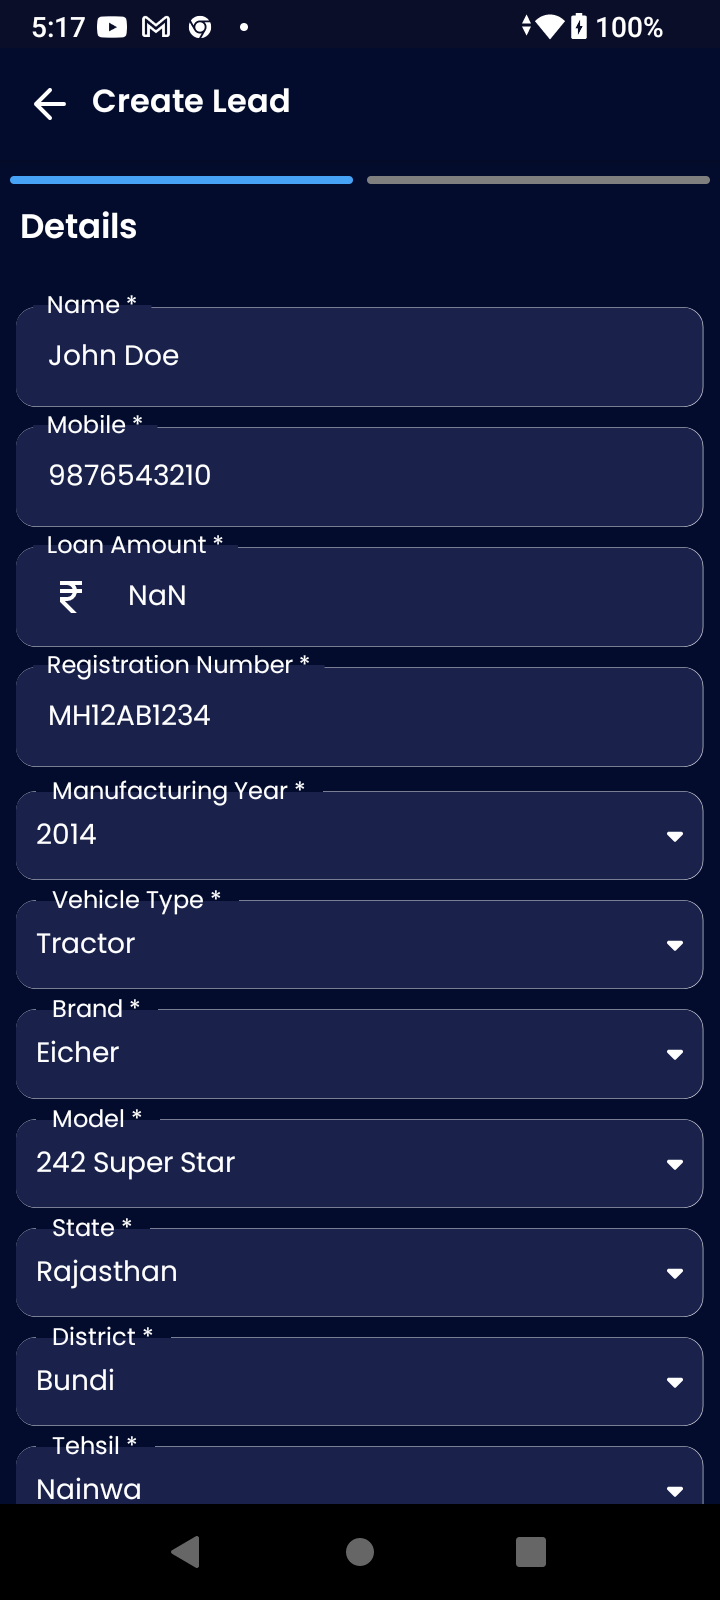 5:17
100%
Create Lead
Details
Name *
John Doe
Mobile *
9876543210
Loan Amount *
₹ NaN
Registration Number *
MH12AB1234
Manufacturing Year *
2014
Vehicle Type *
Tractor
Brand *
Eicher
Model *
242 Super Star
State *
Rajasthan
District *
Bundi
Tehsil *
Nainwa